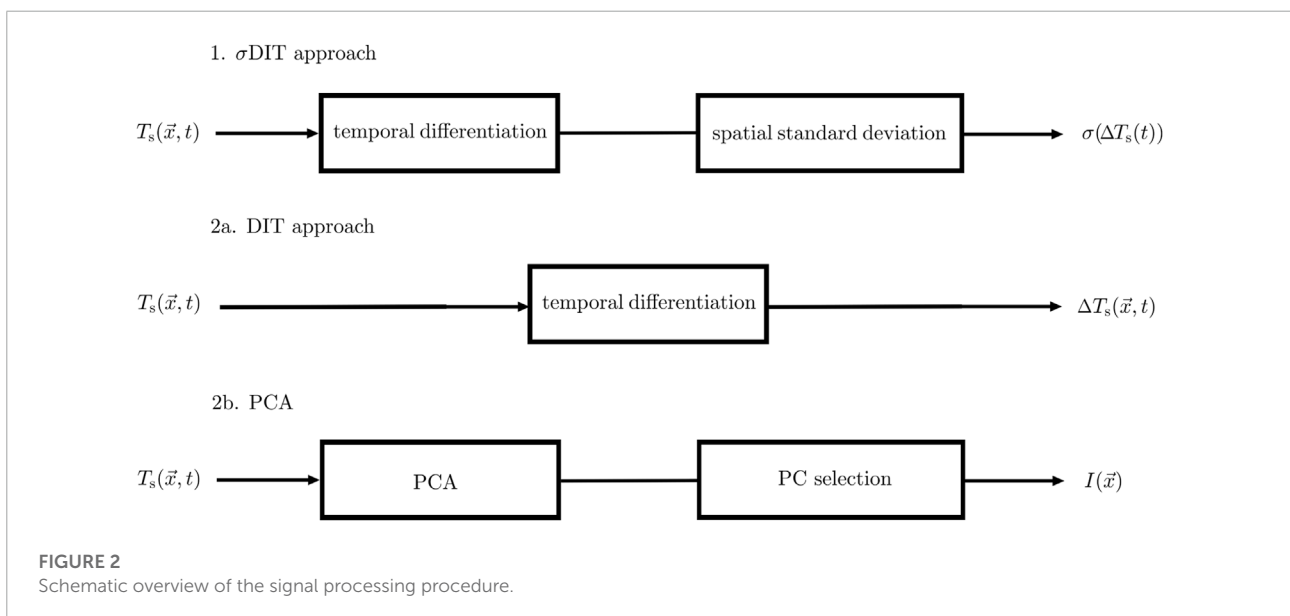 1. σDIT approach
T_s(x⃗, t) temporal differentiation spatial standard deviation σ(ΔT_s(t))
2a. DIT approach
T_s(x⃗, t) temporal differentiation ΔT_s(x⃗, t)
2b. PCA
T_s(x⃗, t) PCA PC selection I(x⃗)
FIGURE 2
Schematic overview of the signal processing procedure.